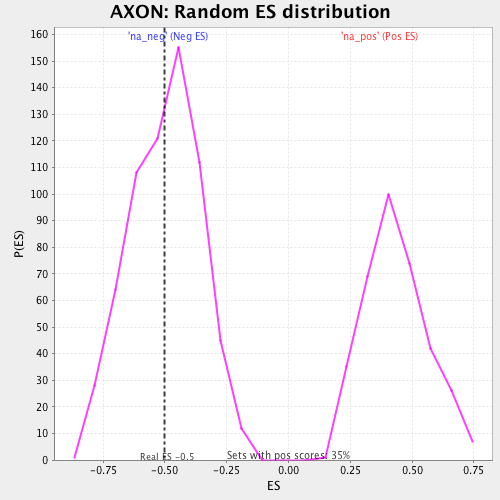 AXON: Random ES distribution
'na_neg' (Neg ES) 'na_pos' (Pos ES)
160
150
140
130
120
110
100
90
80
70
60
50
40
30
20
10
0
P(ES)
Real ES -0.5 Sets with pos scores: 35%
-0.75 -0.50 -0.25 0.00 0.25 0.50 0.75
ES